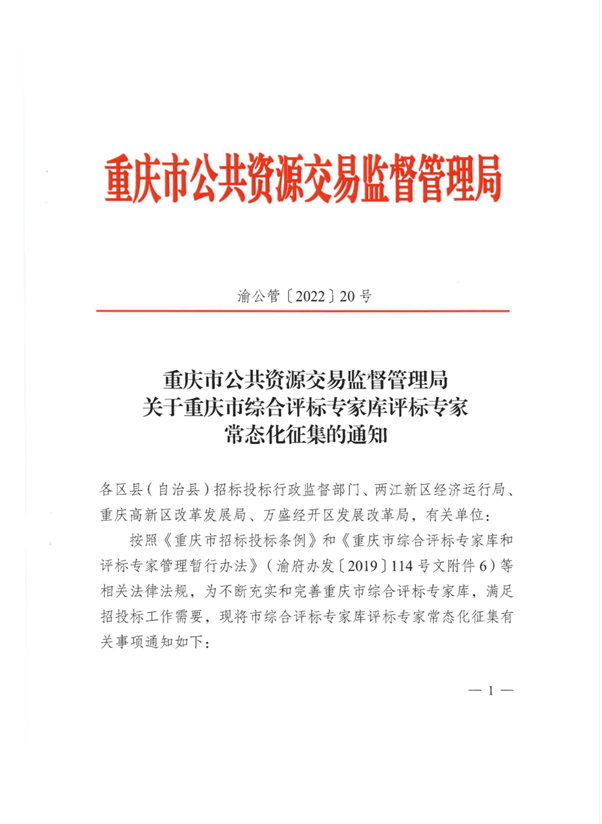 重庆市公共资源交易监督管理局
渝公管〔2022〕20号
重庆市公共资源交易监督管理局
关于重庆市综合评标专家库评标专家
常态化征集的通知
各区县（自治县）招标投标行政监督部门、两江新区经济运行局、
重庆高新区改革发展局、万盛经开区发展改革局，有关单位：
按照《重庆市招标投标条例》和《重庆市综合评标专家库和
评标专家管理暂行办法》（渝府办发〔2019〕114号文附件6）等
相关法律法规，为不断充实和完善重庆市综合评标专家库，满足
招投标工作需要，现将市综合评标专家库评标专家常态化征集有
关事项通知如下：
— 1 —